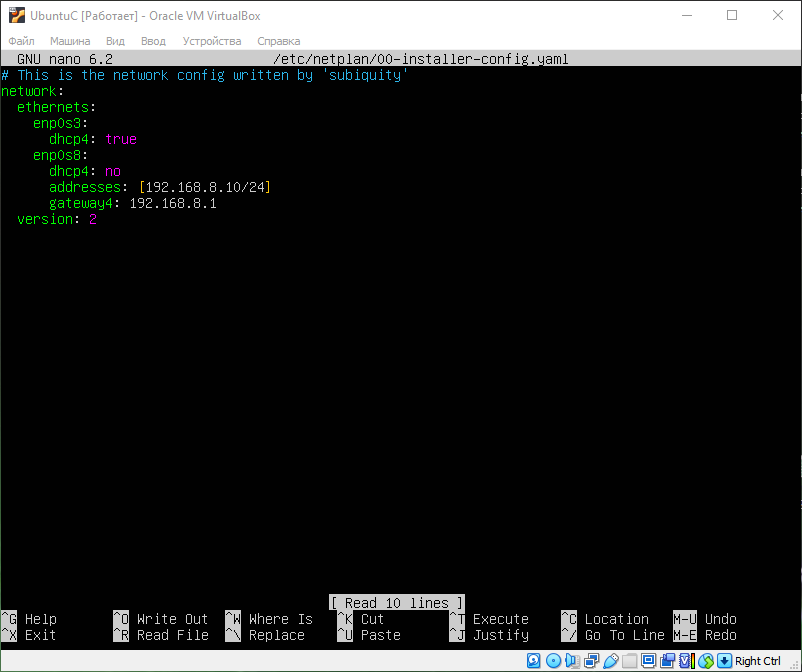 UbuntuC [Работает] - Oracle VM VirtualBox
Файл Машина Вид Ввод Устройства Справка
GNU nano 6.2 /etc/netplan/00-installer-config.yaml
# This is the network config written by 'subiquity'
network:
  ethernets:
    enp0s3:
      dhcp4: true
    enp0s8:
      dhcp4: no
      addresses: [192.168.8.10/24]
      gateway4: 192.168.8.1
  version: 2
[ Read 10 lines ]
^G Help ^O Write Out ^W Where Is ^K Cut ^T Execute ^C Location M-U Undo
^X Exit ^R Read File ^\ Replace ^U Paste ^J Justify ^/ Go To Line M-E Redo
Right Ctrl